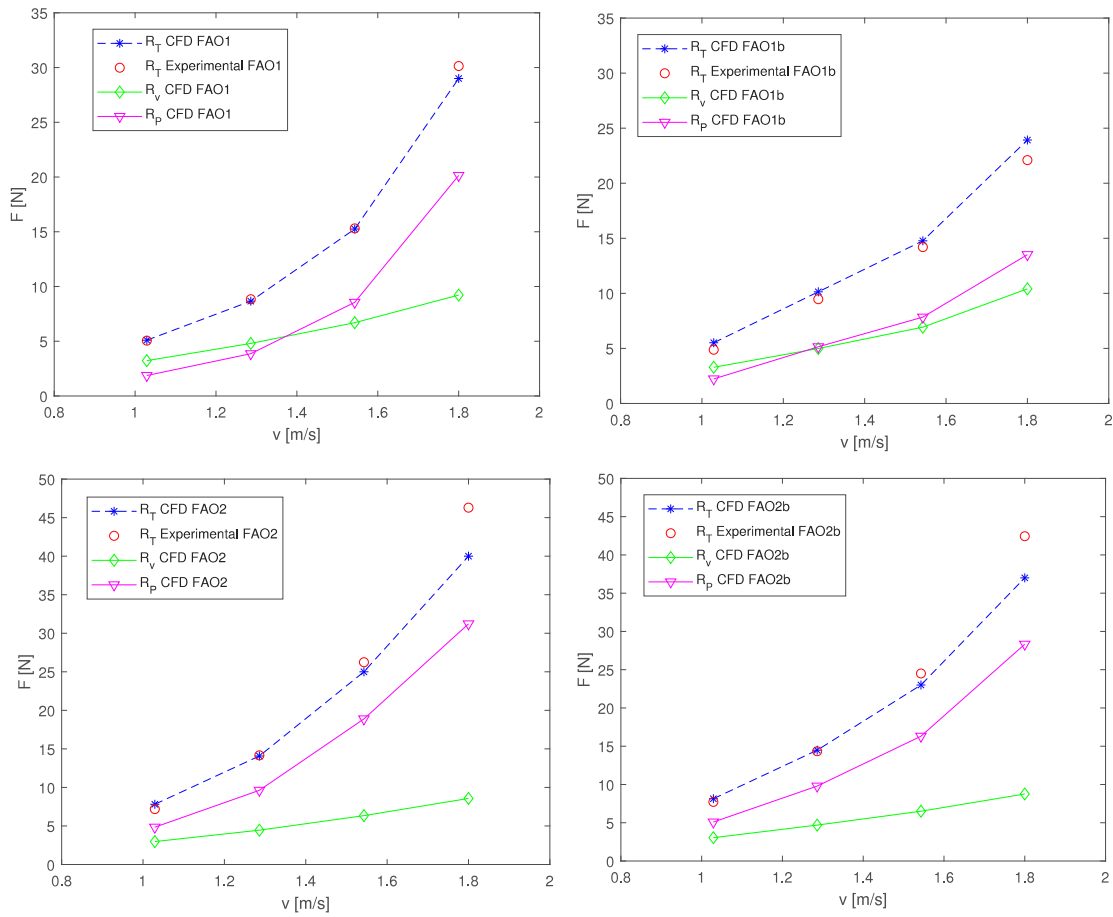 35
30
25
20
15
10
5
0
F [N]
R_T CFD FAO1
R_T Experimental FAO1
R_v CFD FAO1
R_P CFD FAO1
0.8 1 1.2 1.4 1.6 1.8 2
v [m/s]
35
30
25
20
15
10
5
0
F [N]
R_T CFD FAO1b
R_T Experimental FAO1b
R_v CFD FAO1b
R_P CFD FAO1b
0.8 1 1.2 1.4 1.6 1.8 2
v [m/s]
50
45
40
35
30
25
20
15
10
5
0
F [N]
R_T CFD FAO2
R_T Experimental FAO2
R_v CFD FAO2
R_P CFD FAO2
0.8 1 1.2 1.4 1.6 1.8 2
v [m/s]
50
45
40
35
30
25
20
15
10
5
0
F [N]
R_T CFD FAO2b
R_T Experimental FAO2b
R_v CFD FAO2b
R_P CFD FAO2b
0.8 1 1.2 1.4 1.6 1.8 2
v [m/s]